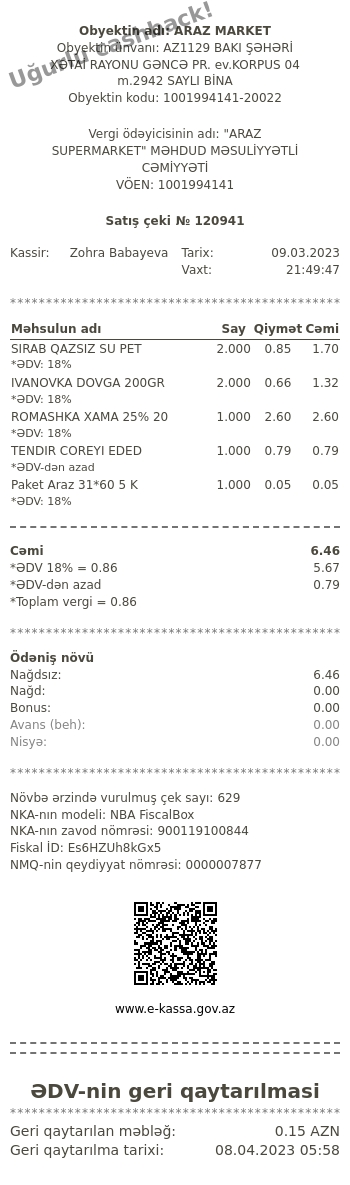 Uğurlu cashback!
Obyektin adı: ARAZ MARKET
Obyektin ünvanı: AZ1129 BAKI ŞƏHƏRİ
XƏTAİ RAYONU GƏNCƏ PR. ev.KORPUS 04
m.2942 SAYLI BİNA
Obyektin kodu: 1001994141-20022
Vergi ödəyicisinin adı: "ARAZ
SUPERMARKET" MƏHDUD MƏSULİYYƏTLİ
CƏMİYYƏTİ
VÖEN: 1001994141
Satış çeki № 120941
Kassir: Zohra Babayeva Tarix: 09.03.2023
Vaxt: 21:49:47
********************************************
Məhsulun adı Say Qiymət Cəmi
SIRAB QAZSIZ SU PET 2.000 0.85 1.70
*ƏDV: 18%
IVANOVKA DOVGA 200GR 2.000 0.66 1.32
*ƏDV: 18%
ROMASHKA XAMA 25% 20 1.000 2.60 2.60
*ƏDV: 18%
TENDIR COREYI EDED 1.000 0.79 0.79
*ƏDV-dən azad
Paket Araz 31*60 5 K 1.000 0.05 0.05
*ƏDV: 18%
Cəmi 6.46
*ƏDV 18% = 0.86 5.67
*ƏDV-dən azad 0.79
*Toplam vergi = 0.86
********************************************
Ödəniş növü
Nağdsız: 6.46
Nağd: 0.00
Bonus: 0.00
Avans (beh): 0.00
Nisyə: 0.00
********************************************
Növbə ərzində vurulmuş çek sayı: 629
NKA-nın modeli: NBA FiscalBox
NKA-nın zavod nömrəsi: 900119100844
Fiskal İD: Es6HZUh8kGx5
NMQ-nin qeydiyyat nömrəsi: 0000007877
www.e-kassa.gov.az
ƏDV-nin geri qaytarılması
********************************************
Geri qaytarılan məbləğ: 0.15 AZN
Geri qaytarılma tarixi: 08.04.2023 05:58